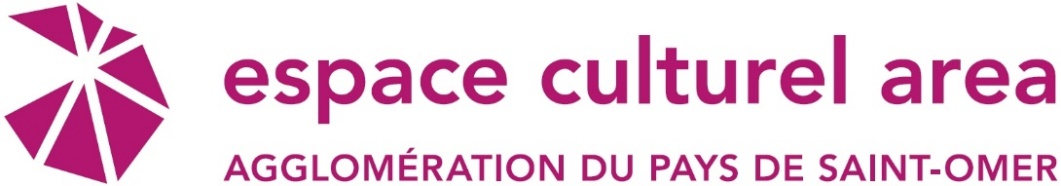 espace culturel area
AGGLOMÉRATION DU PAYS DE SAINT-OMER